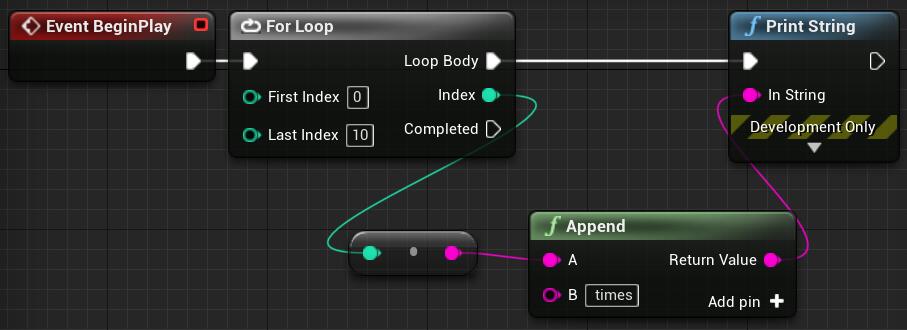 Event BeginPlay
For Loop
Loop Body
First Index 0
Index
Last Index 10
Completed
f Print String
In String
Development Only
f Append
A
Return Value
B times
Add pin +